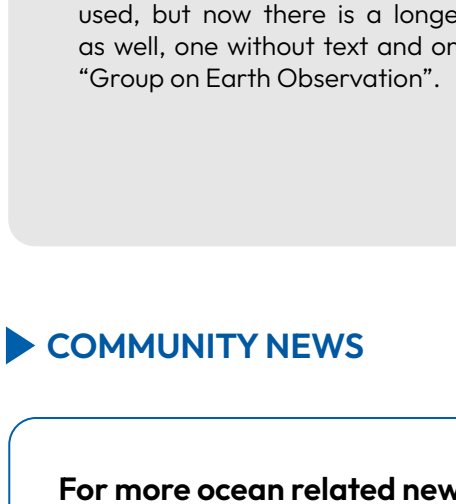 used, but now there is a longe
as well, one without text and or
“Group on Earth Observation”.
COMMUNITY NEWS
For more ocean related new